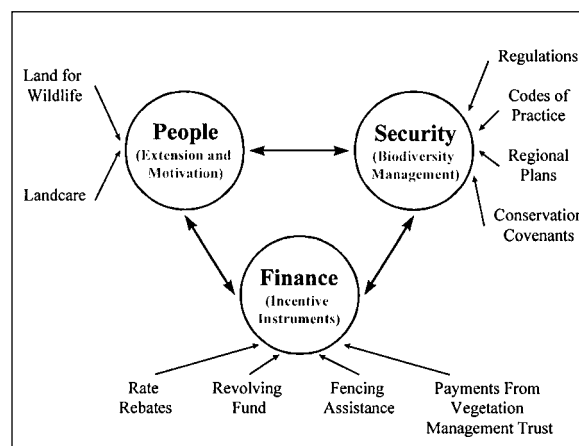 Land for
Wildlife
Landcare
People
(Extension and
Motivation)
Security
(Biodiversity
Management)
Regulations
Codes of
Practice
Regional
Plans
Conservation
Covenants
Finance
(Incentive
Instruments)
Rate
Rebates
Revolving
Fund
Fencing
Assistance
Payments From
Vegetation
Management Trust